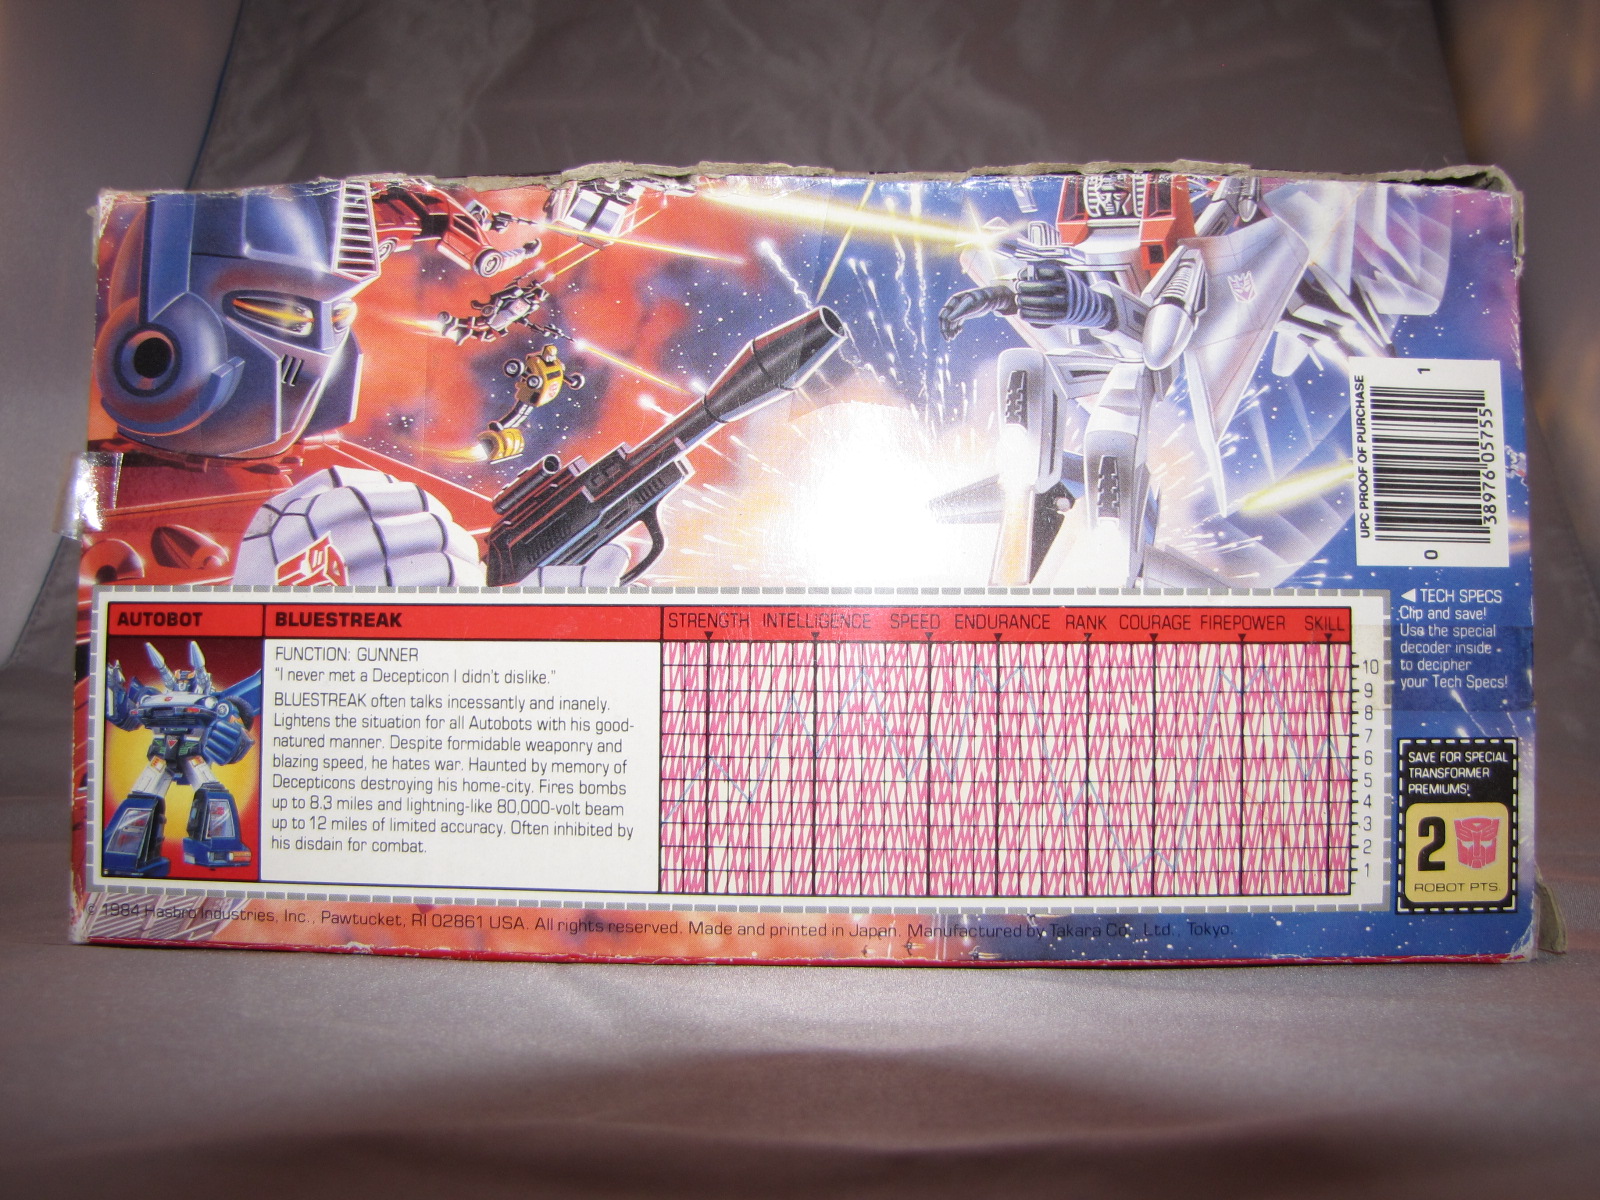 UPC PROOF OF PURCHASE
1
38976 05755
0
AUTOBOT
BLUESTREAK
STRENGTH INTELLIGENCE SPEED ENDURANCE RANK COURAGE FIREPOWER SKILL
FUNCTION: GUNNER
"I never met a Decepticon I didn't dislike."
BLUESTREAK often talks incessantly and inanely.
Lightens the situation for all Autobots with his good-
natured manner. Despite formidable weaponry and
blazing speed, he hates war. Haunted by memory of
Decepticons destroying his home-city. Fires bombs
up to 8.3 miles and lightning-like 80,000-volt beam
up to 12 miles of limited accuracy. Often inhibited by
his disdain for combat.
10
9
8
7
6
5
4
3
2
1
◀ TECH SPECS
Clip and save!
Use the special
decoder inside
to decipher
your Tech Specs!
SAVE FOR SPECIAL
TRANSFORMER
PREMIUMS!
2
ROBOT PTS.
© 1984 Hasbro Industries, Inc., Pawtucket, RI 02861 USA. All rights reserved. Made and printed in Japan. Manufactured by Takara Co., Ltd., Tokyo.